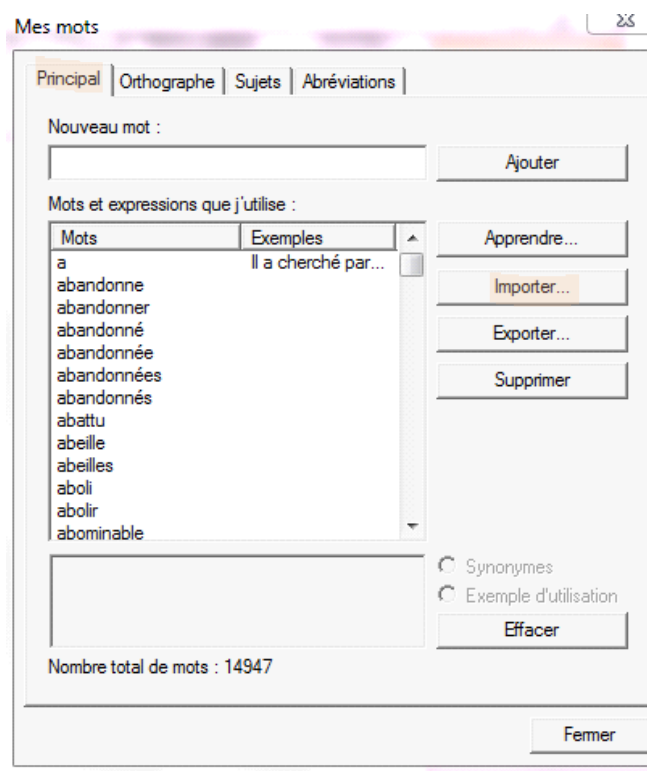 Mes mots
Principal Orthographe Sujets Abréviations
Nouveau mot :
Ajouter
Mots et expressions que j'utilise :
Mots Exemples
Apprendre...
a Il a cherché par...
abandonne
Importer...
abandonner
abandonné
Exporter...
abandonnée
abandonnées
Supprimer
abandonnés
abattu
abeille
abeilles
aboli
abolir
abominable
Synonymes
Exemple d'utilisation
Effacer
Nombre total de mots : 14947
Fermer